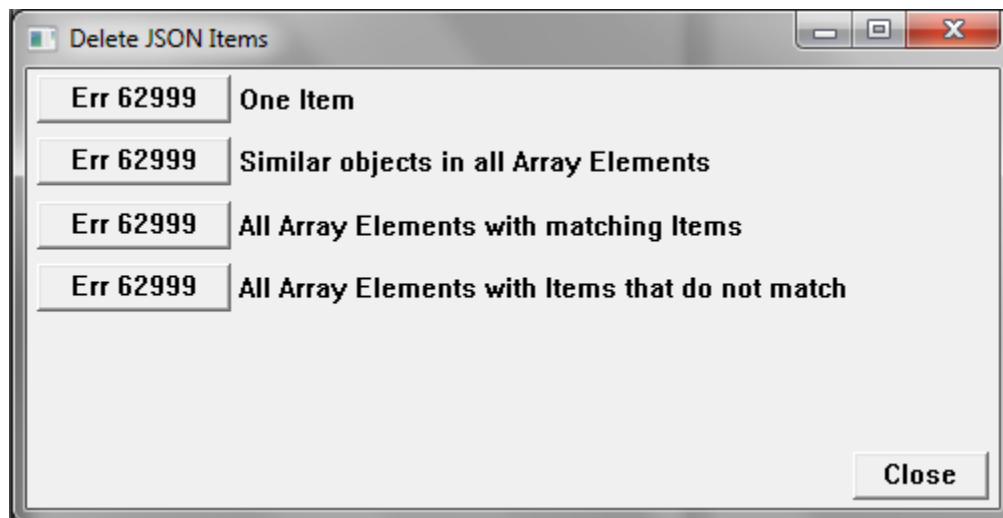 Delete JSON Items
Err 62999 One Item
Err 62999 Similar objects in all Array Elements
Err 62999 All Array Elements with matching Items
Err 62999 All Array Elements with Items that do not match
Close